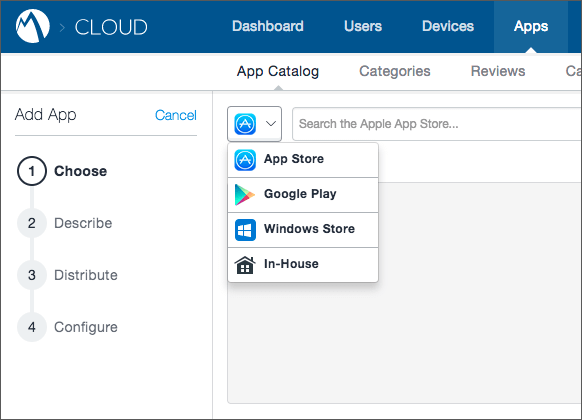 CLOUD Dashboard Users Devices Apps
App Catalog Categories Reviews
Add App Cancel
Search the Apple App Store...
App Store
1 Choose
Google Play
2 Describe
Windows Store
In-House
3 Distribute
4 Configure